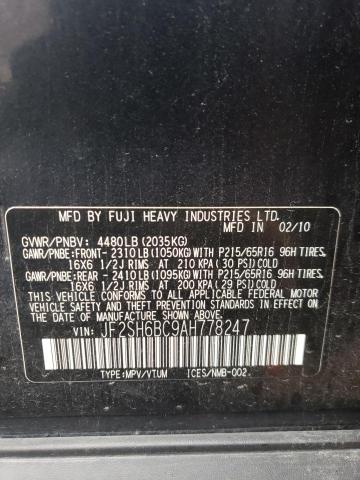 MFD. BY FUJI HEAVY INDUSTRIES LTD.
MFD IN 02/10
GVWR/PNBV: 4480LB(2035KG)
GAWR/PNBE:FRONT- 2310LB(1050KG)WITH P215/65R16 96H TIRES,
16X6 1/2J RIMS AT 210 KPA(30 PSI)COLD
GAWR/PNBE:REAR - 2410LB(1095KG)WITH P215/65R16 96H TIRES,
16X6 1/2J RIMS AT 200 KPA(29 PSI)COLD
THIS VEHICLE CONFORMS TO ALL APPLICABLE FEDERAL
MOTOR VEHICLE SAFETY AND THEFT PREVENTION STANDARDS
IN EFFECT ON THE DATE OF MANUFACTURE SHOWN ABOVE.
VIN: JF2SH6BC9AH778247
TYPE:MPV/VTUM ICES/NMB-002